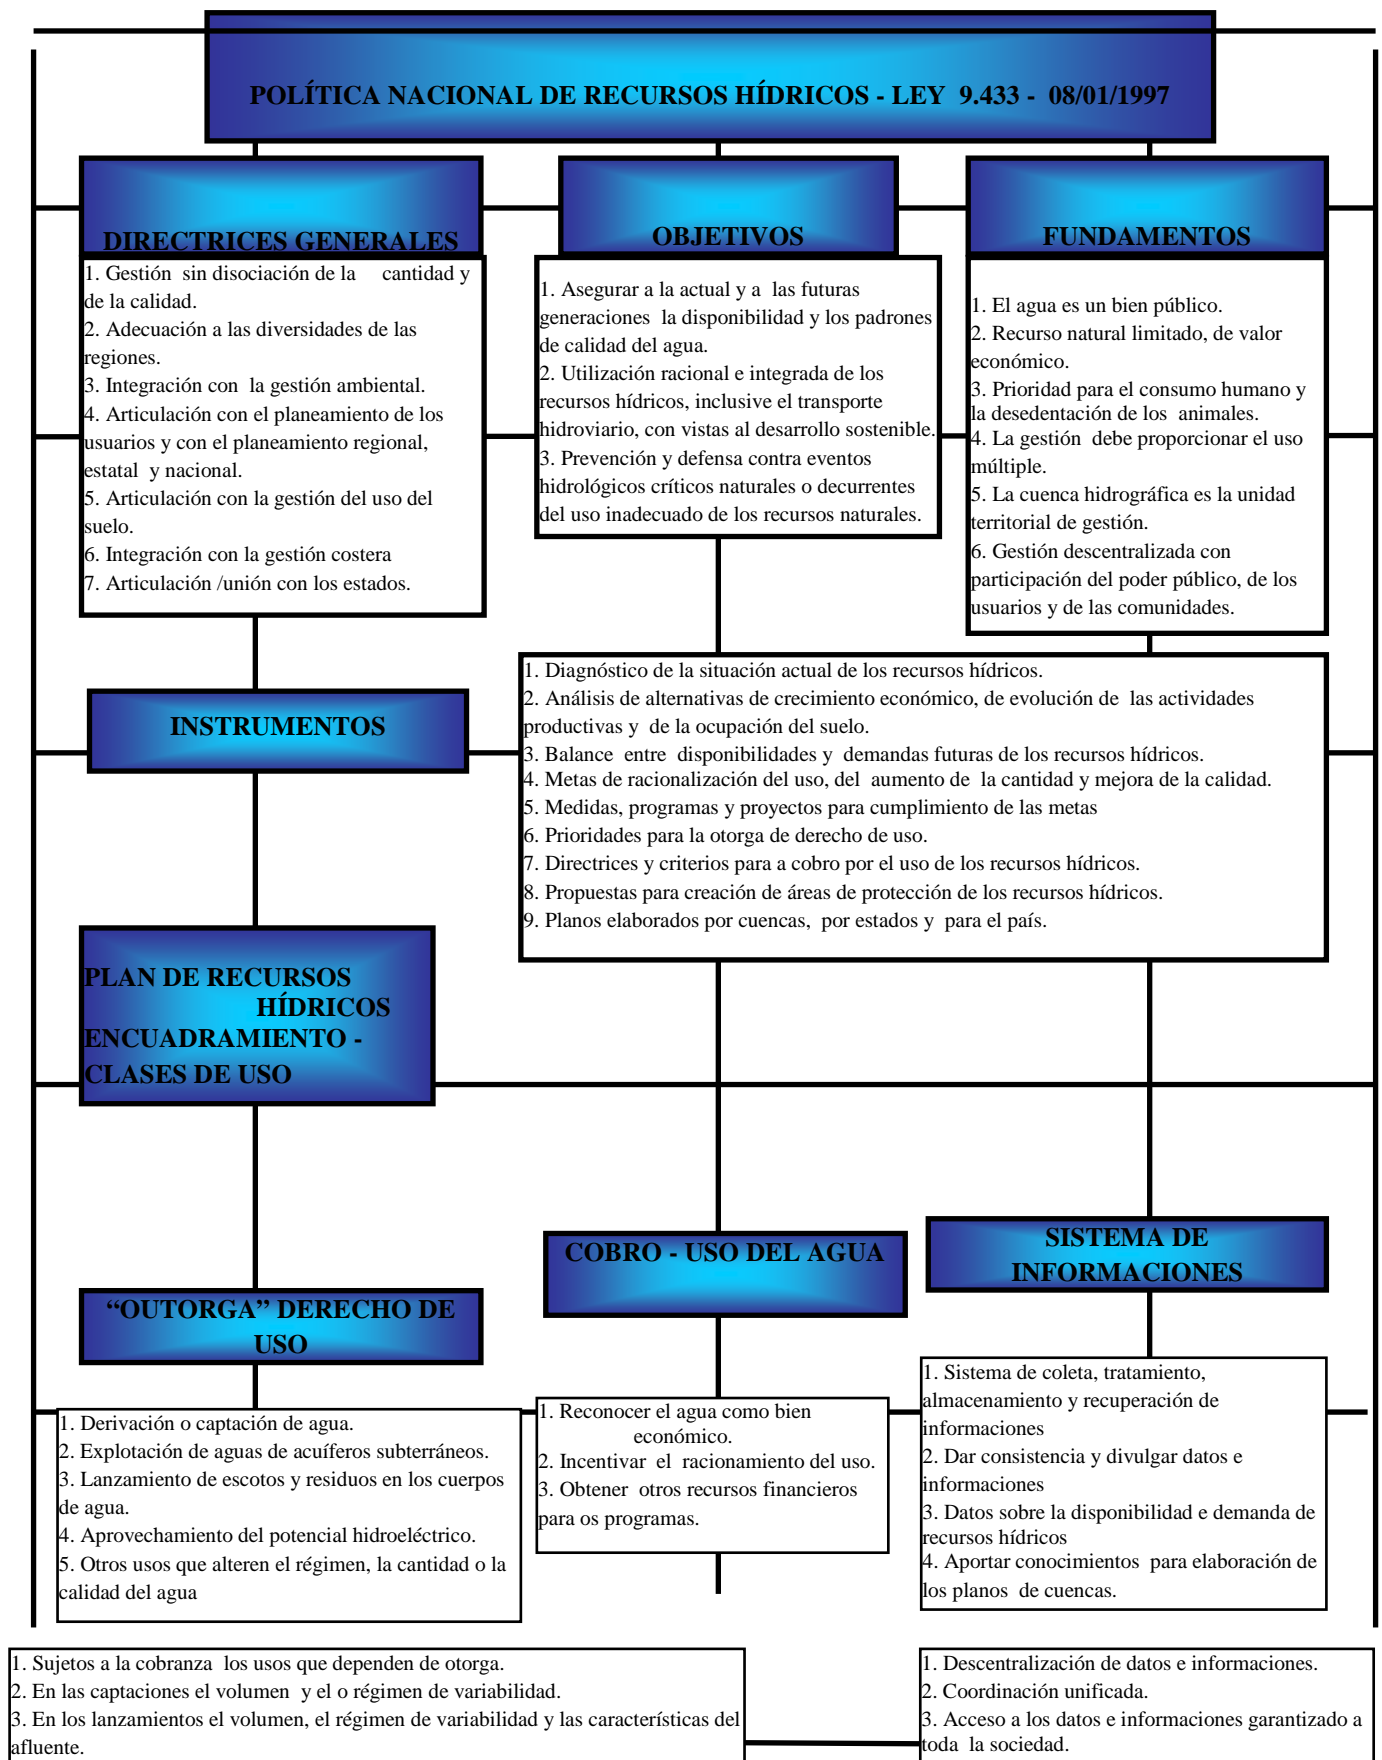 POLÍTICA NACIONAL DE RECURSOS HÍDRICOS - LEY 9.433 - 08/01/1997
DIRECTRICES GENERALES
1. Gestión sin disociación de la cantidad y
de la calidad.
2. Adecuación a las diversidades de las
regiones.
3. Integración con la gestión ambiental.
4. Articulación con el planeamiento de los
usuarios y con el planeamiento regional,
estatal y nacional.
5. Articulación con la gestión del uso del
suelo.
6. Integración con la gestión costera
7. Articulación /unión con los estados.
OBJETIVOS
1. Asegurar a la actual y a las futuras
generaciones la disponibilidad y los padrones
de calidad del agua.
2. Utilización racional e integrada de los
recursos hídricos, inclusive el transporte
hidroviario, con vistas al desarrollo sostenible.
3. Prevención y defensa contra eventos
hidrológicos críticos naturales o decurrentes
del uso inadecuado de los recursos naturales.
FUNDAMENTOS
1. El agua es un bien público.
2. Recurso natural limitado, de valor
económico.
3. Prioridad para el consumo humano y
la desedentación de los animales.
4. La gestión debe proporcionar el uso
múltiple.
5. La cuenca hidrográfica es la unidad
territorial de gestión.
6. Gestión descentralizada con
participación del poder público, de los
usuarios y de las comunidades.
INSTRUMENTOS
1. Diagnóstico de la situación actual de los recursos hídricos.
2. Análisis de alternativas de crecimiento económico, de evolución de las actividades
productivas y de la ocupación del suelo.
3. Balance entre disponibilidades y demandas futuras de los recursos hídricos.
4. Metas de racionalización del uso, del aumento de la cantidad y mejora de la calidad.
5. Medidas, programas y proyectos para cumplimiento de las metas
6. Prioridades para la otorga de derecho de uso.
7. Directrices y criterios para a cobro por el uso de los recursos hídricos.
8. Propuestas para creación de áreas de protección de los recursos hídricos.
9. Planos elaborados por cuencas, por estados y para el país.
PLAN DE RECURSOS
HÍDRICOS
ENCUADRAMIENTO -
CLASES DE USO
“OUTORGA” DERECHO DE
USO
1. Derivación o captación de agua.
2. Explotación de aguas de acuíferos subterráneos.
3. Lanzamiento de escotos y residuos en los cuerpos
de agua.
4. Aprovechamiento del potencial hidroeléctrico.
5. Otros usos que alteren el régimen, la cantidad o la
calidad del agua
COBRO - USO DEL AGUA
1. Reconocer el agua como bien
económico.
2. Incentivar el racionamiento del uso.
3. Obtener otros recursos financieros
para os programas.
SISTEMA DE
INFORMACIONES
1. Sistema de coleta, tratamiento,
almacenamiento y recuperación de
informaciones
2. Dar consistencia y divulgar datos e
informaciones
3. Datos sobre la disponibilidad e demanda de
recursos hídricos
4. Aportar conocimientos para elaboración de
los planos de cuencas.
1. Sujetos a la cobranza los usos que dependen de otorga.
2. En las captaciones el volumen y el o régimen de variabilidad.
3. En los lanzamientos el volumen, el régimen de variabilidad y las características del
afluente.
1. Descentralización de datos e informaciones.
2. Coordinación unificada.
3. Acceso a los datos e informaciones garantizado a
toda la sociedad.